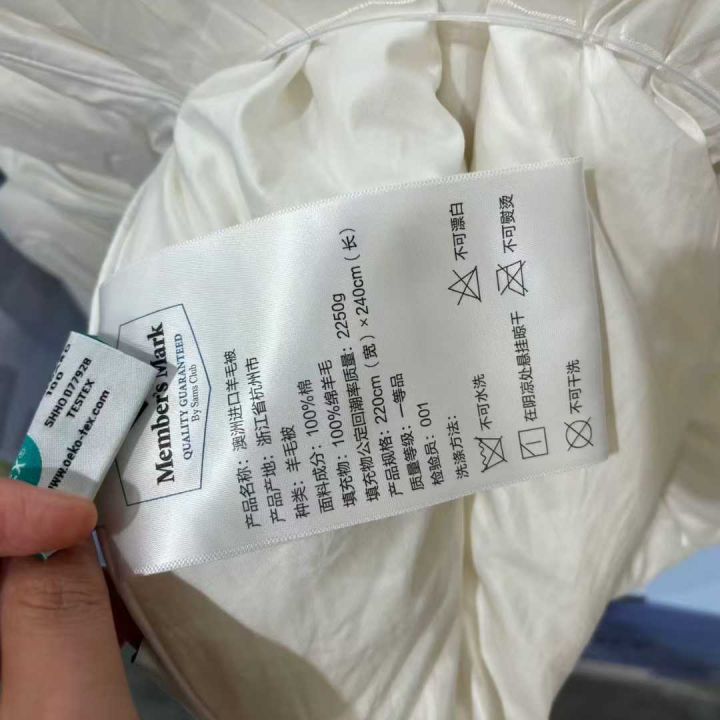 Member's Mark
QUALITY GUARANTEED
By Sams Club
产品名称：澳洲进口羊毛被
产品产地：浙江省杭州市
种类：羊毛被
面料成分：100%棉
填充物：100%绵羊毛
填充物公定回潮率质量：2250g
产品规格：220cm（宽）×240cm（长）
质量等级：一等品
检验员：001
洗涤方法：
不可水洗
不可漂白
在阴凉处悬挂晾干
不可熨烫
不可干洗
100
SHHO 077928
TESTEX
www.oeko-tex.com